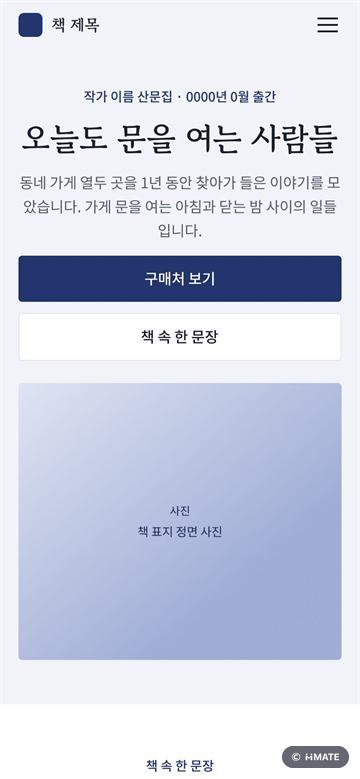 책 제목
작가 이름 산문집 · 0000년 0월 출간
오늘도 문을 여는 사람들
동네 가게 열두 곳을 1년 동안 찾아가 들은 이야기를 모
았습니다. 가게 문을 여는 아침과 닫는 밤 사이의 일들
입니다.
구매처 보기
책 속 한 문장
사진
책 표지 정면 사진
책 속 한 문장
© HMATE